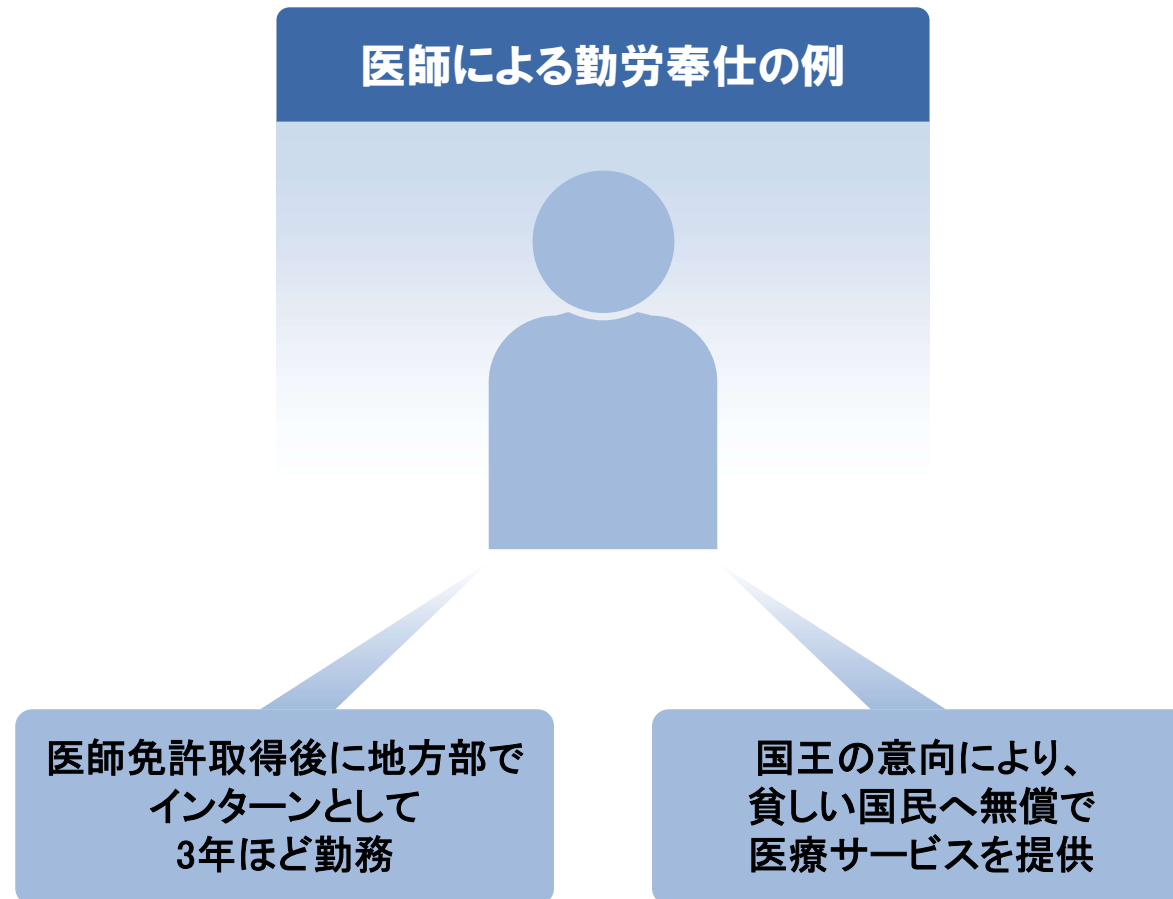 医師による勤労奉仕の例
医師免許取得後に地方部で
インターンとして
3年ほど勤務
国王の意向により、
貧しい国民へ無償で
医療サービスを提供